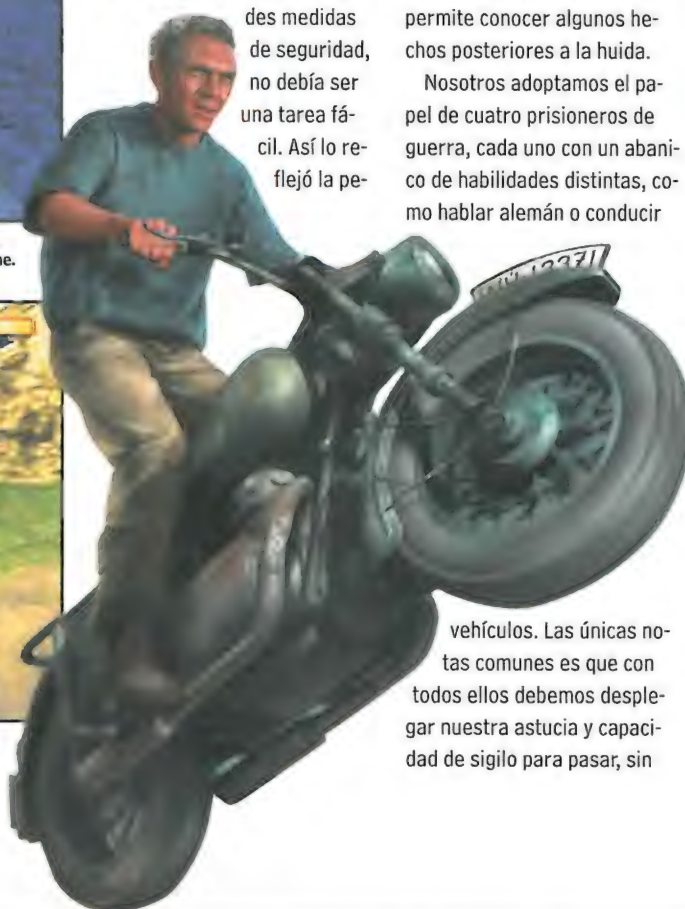 des medidas
de seguridad,
no debía ser
una tarea fá-
cil. Así lo re-
flejó la pe-
ne.
permite conocer algunos he-
chos posteriores a la huida.
Nosotros adoptamos el pa-
pel de cuatro prisioneros de
guerra, cada uno con un abani-
co de habilidades distintas, co-
mo hablar alemán o conducir
vehículos. Las únicas no-
tas comunes es que con
todos ellos debemos desple-
gar nuestra astucia y capaci-
dad de sigilo para pasar, sin